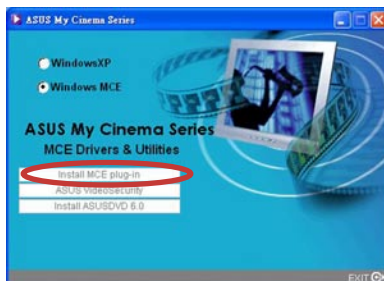 ASUS My Cinema Series
WindowsXP
Windows MCE
ASUS My Cinema Series
MCE Drivers & Utilities
Install MCE plug-in
ASUS VideoSecurity
Install ASUSDVD 6.0
EXIT